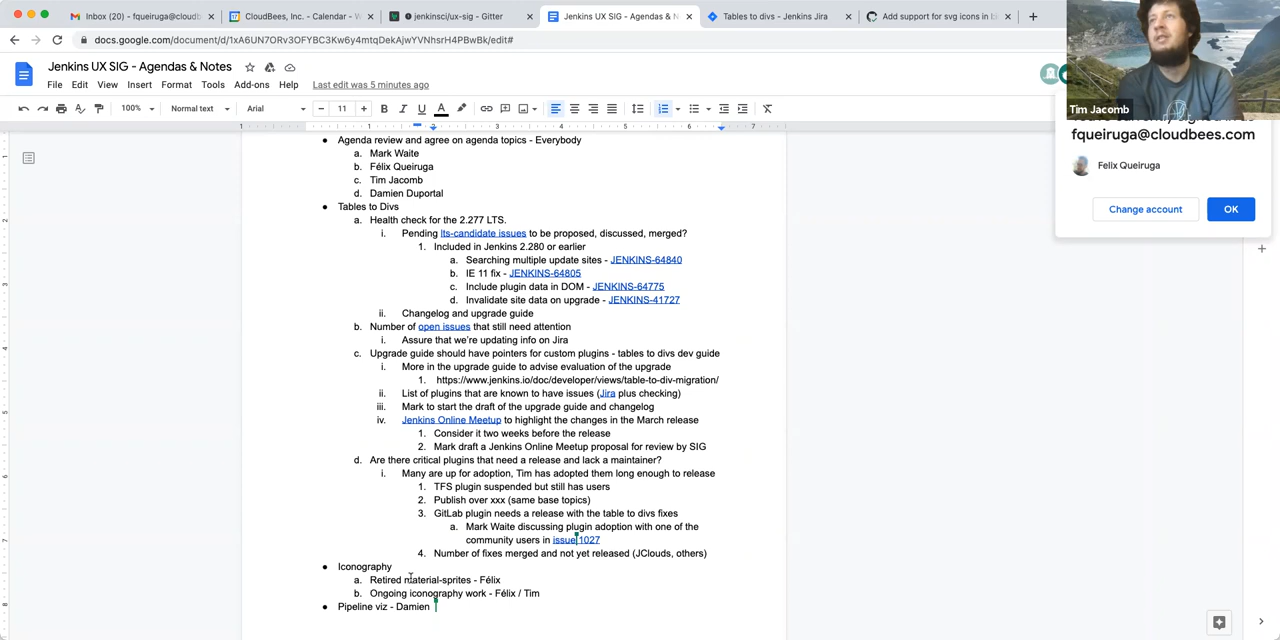 Inbox (20) - fqueiruga@cloudb
CloudBees, Inc. - Calendar - W
jenkinsci/ux-sig - Gitter
Jenkins UX SIG - Agendas & N
Tables to divs - Jenkins Jira
Add support for svg icons in b
docs.google.com/document/d/1xA6UN7ORv3OFYBC3Kw6y4mtqDekAjwYVNhsrH4PBwBk/edit#
Jenkins UX SIG - Agendas & Notes
File Edit View Insert Format Tools Add-ons Help Last edit was 5 minutes ago
100% Normal text Arial 11
Tim Jacomb
fqueiruga@cloudbees.com
Felix Queiruga
Change account OK
1 1 3 4 5 6 7
• Agenda review and agree on agenda topics - Everybody
a. Mark Waite
b. Félix Queiruga
c. Tim Jacomb
d. Damien Duportal
• Tables to Divs
a. Health check for the 2.277 LTS.
i. Pending lts-candidate issues to be proposed, discussed, merged?
1. Included in Jenkins 2.280 or earlier
a. Searching multiple update sites - JENKINS-64840
b. IE 11 fix - JENKINS-64805
c. Include plugin data in DOM - JENKINS-64775
d. Invalidate site data on upgrade - JENKINS-41727
ii. Changelog and upgrade guide
b. Number of open issues that still need attention
i. Assure that we're updating info on Jira
c. Upgrade guide should have pointers for custom plugins - tables to divs dev guide
i. More in the upgrade guide to advise evaluation of the upgrade
1. https://www.jenkins.io/doc/developer/views/table-to-div-migration/
ii. List of plugins that are known to have issues (Jira plus checking)
iii. Mark to start the draft of the upgrade guide and changelog
iv. Jenkins Online Meetup to highlight the changes in the March release
1. Consider it two weeks before the release
2. Mark draft a Jenkins Online Meetup proposal for review by SIG
d. Are there critical plugins that need a release and lack a maintainer?
i. Many are up for adoption, Tim has adopted them long enough to release
1. TFS plugin suspended but still has users
2. Publish over xxx (same base topics)
3. GitLab plugin needs a release with the table to divs fixes
a. Mark Waite discussing plugin adoption with one of the
community users in issue 1027
4. Number of fixes merged and not yet released (JClouds, others)
• Iconography
a. Retired material-sprites - Félix
b. Ongoing iconography work - Félix / Tim
• Pipeline viz - Damien